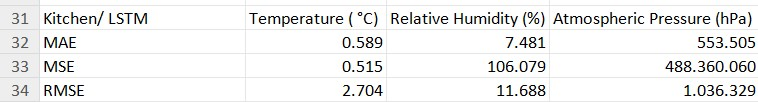 31 Kitchen/ LSTM Temperature ( °C) Relative Humidity (%) Atmospheric Pressure (hPa)
32 MAE 0.589 7.481 553.505
33 MSE 0.515 106.079 488.360.060
34 RMSE 2.704 11.688 1.036.329